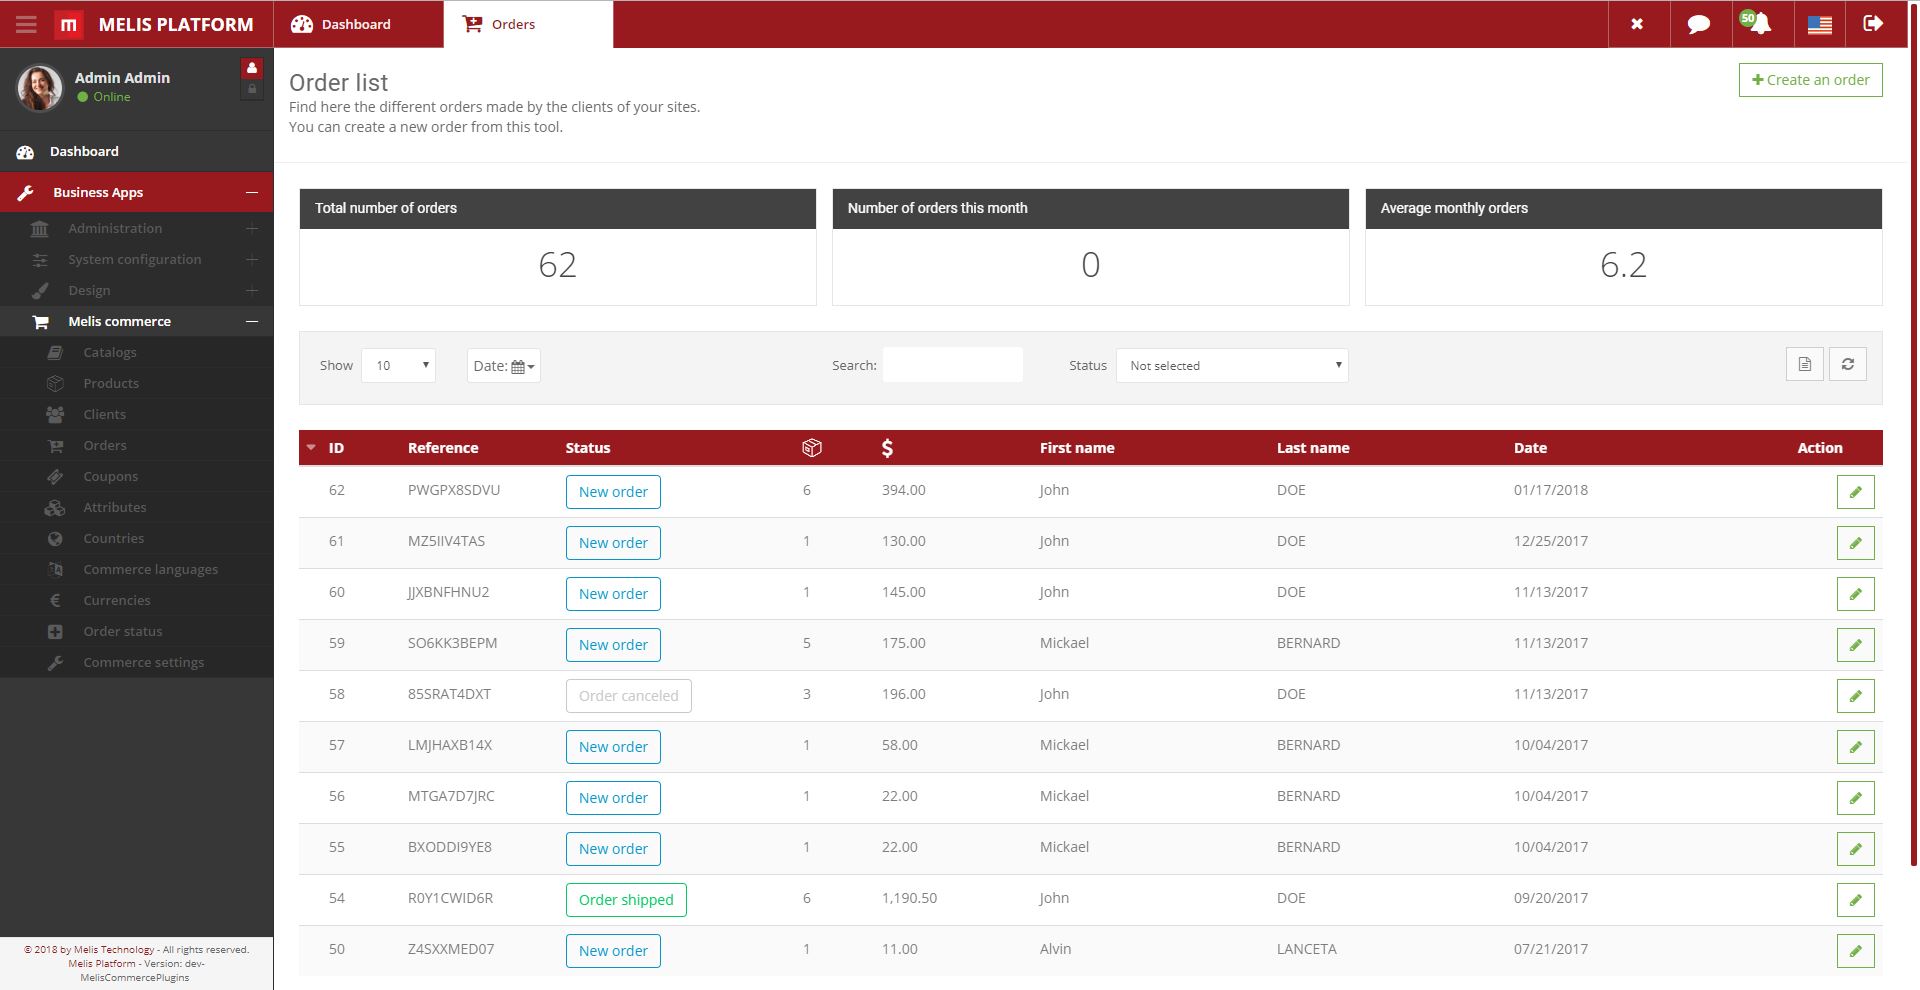 m MELIS PLATFORM Dashboard Orders 50
Admin Admin
Online
Dashboard
Business Apps
Administration
System configuration
Design
Melis commerce
Catalogs
Products
Clients
Orders
Coupons
Attributes
Countries
Commerce languages
Currencies
Order status
Commerce settings
© 2018 by Melis Technology - All rights reserved.
Melis Platform - Version: dev-
MelisCommercePlugins
Order list
Find here the different orders made by the clients of your sites.
You can create a new order from this tool.
Create an order
Total number of orders
62
Number of orders this month
0
Average monthly orders
6.2
Show 10 Date: Search: Status Not selected
ID Reference Status $ First name Last name Date Action
62 PWGPX8SDVU New order 6 394.00 John DOE 01/17/2018
61 MZ5IIV4TAS New order 1 130.00 John DOE 12/25/2017
60 JJXBNFHNU2 New order 1 145.00 John DOE 11/13/2017
59 SO6KK3BEPM New order 5 175.00 Mickael BERNARD 11/13/2017
58 85SRAT4DXT Order canceled 3 196.00 John DOE 11/13/2017
57 LMJHAXB14X New order 1 58.00 Mickael BERNARD 10/04/2017
56 MTGA7D7JRC New order 1 22.00 Mickael BERNARD 10/04/2017
55 BXODDI9YE8 New order 1 22.00 Mickael BERNARD 10/04/2017
54 R0Y1CWID6R Order shipped 6 1,190.50 John DOE 09/20/2017
50 Z4SXXMED07 New order 1 11.00 Alvin LANCETA 07/21/2017